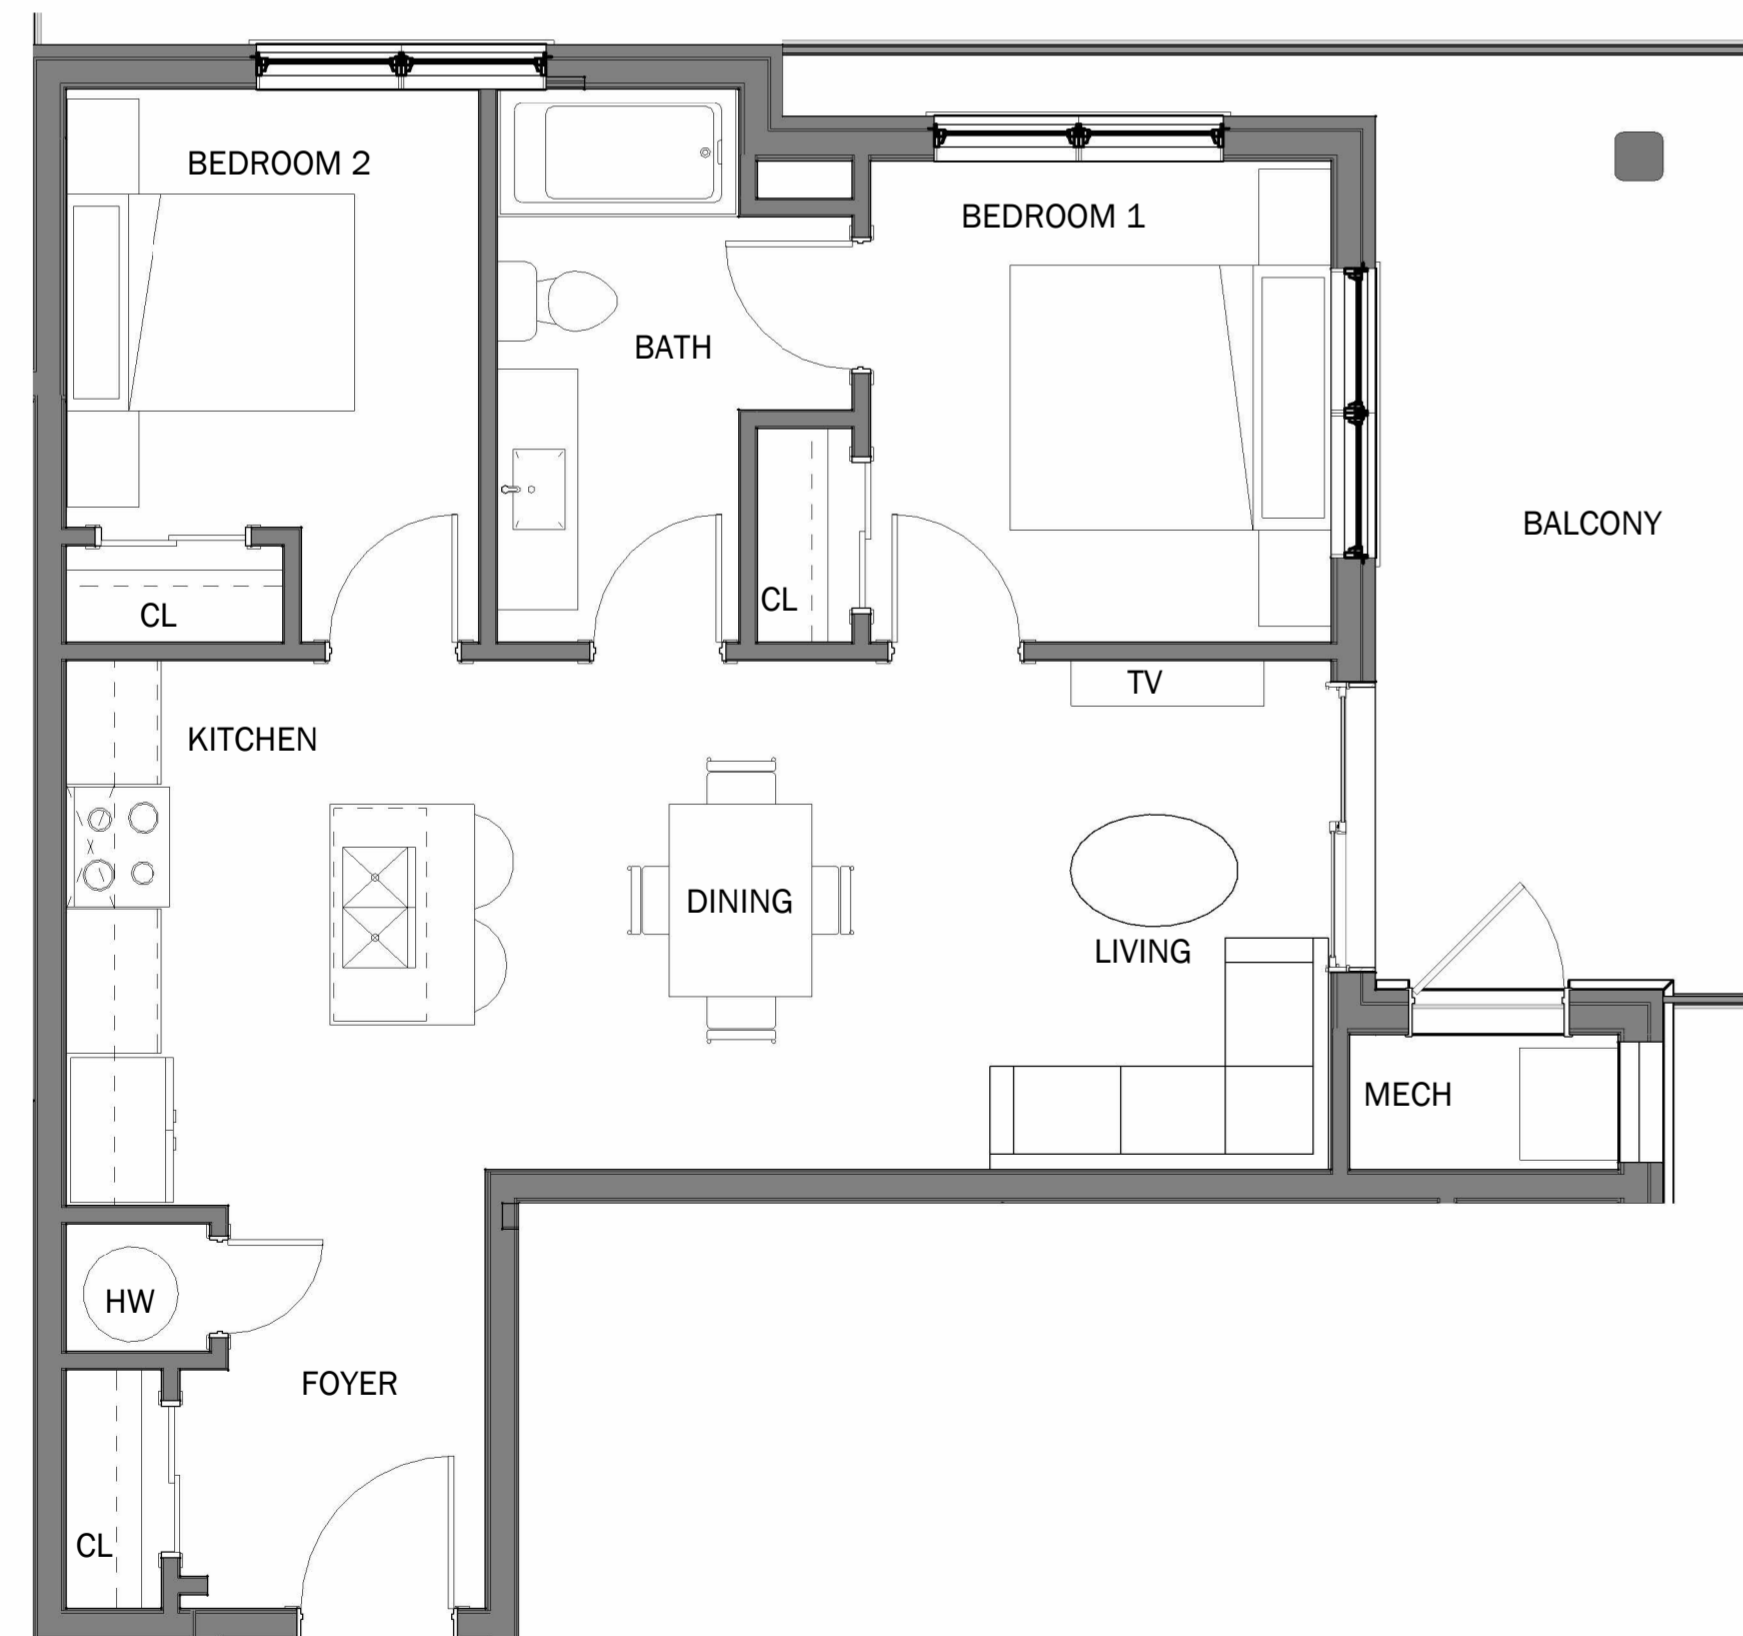 BEDROOM 2
BEDROOM 1
BATH
BALCONY
CL
CL
TV
KITCHEN
DINING
LIVING
MECH
HW
FOYER
CL